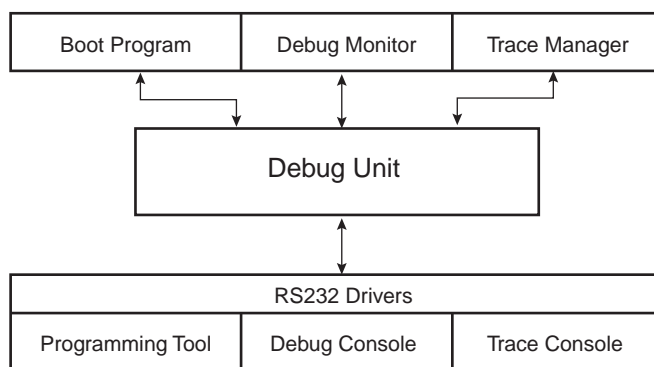 Boot Program
Debug Monitor
Trace Manager
Debug Unit
RS232 Drivers
Programming Tool
Debug Console
Trace Console